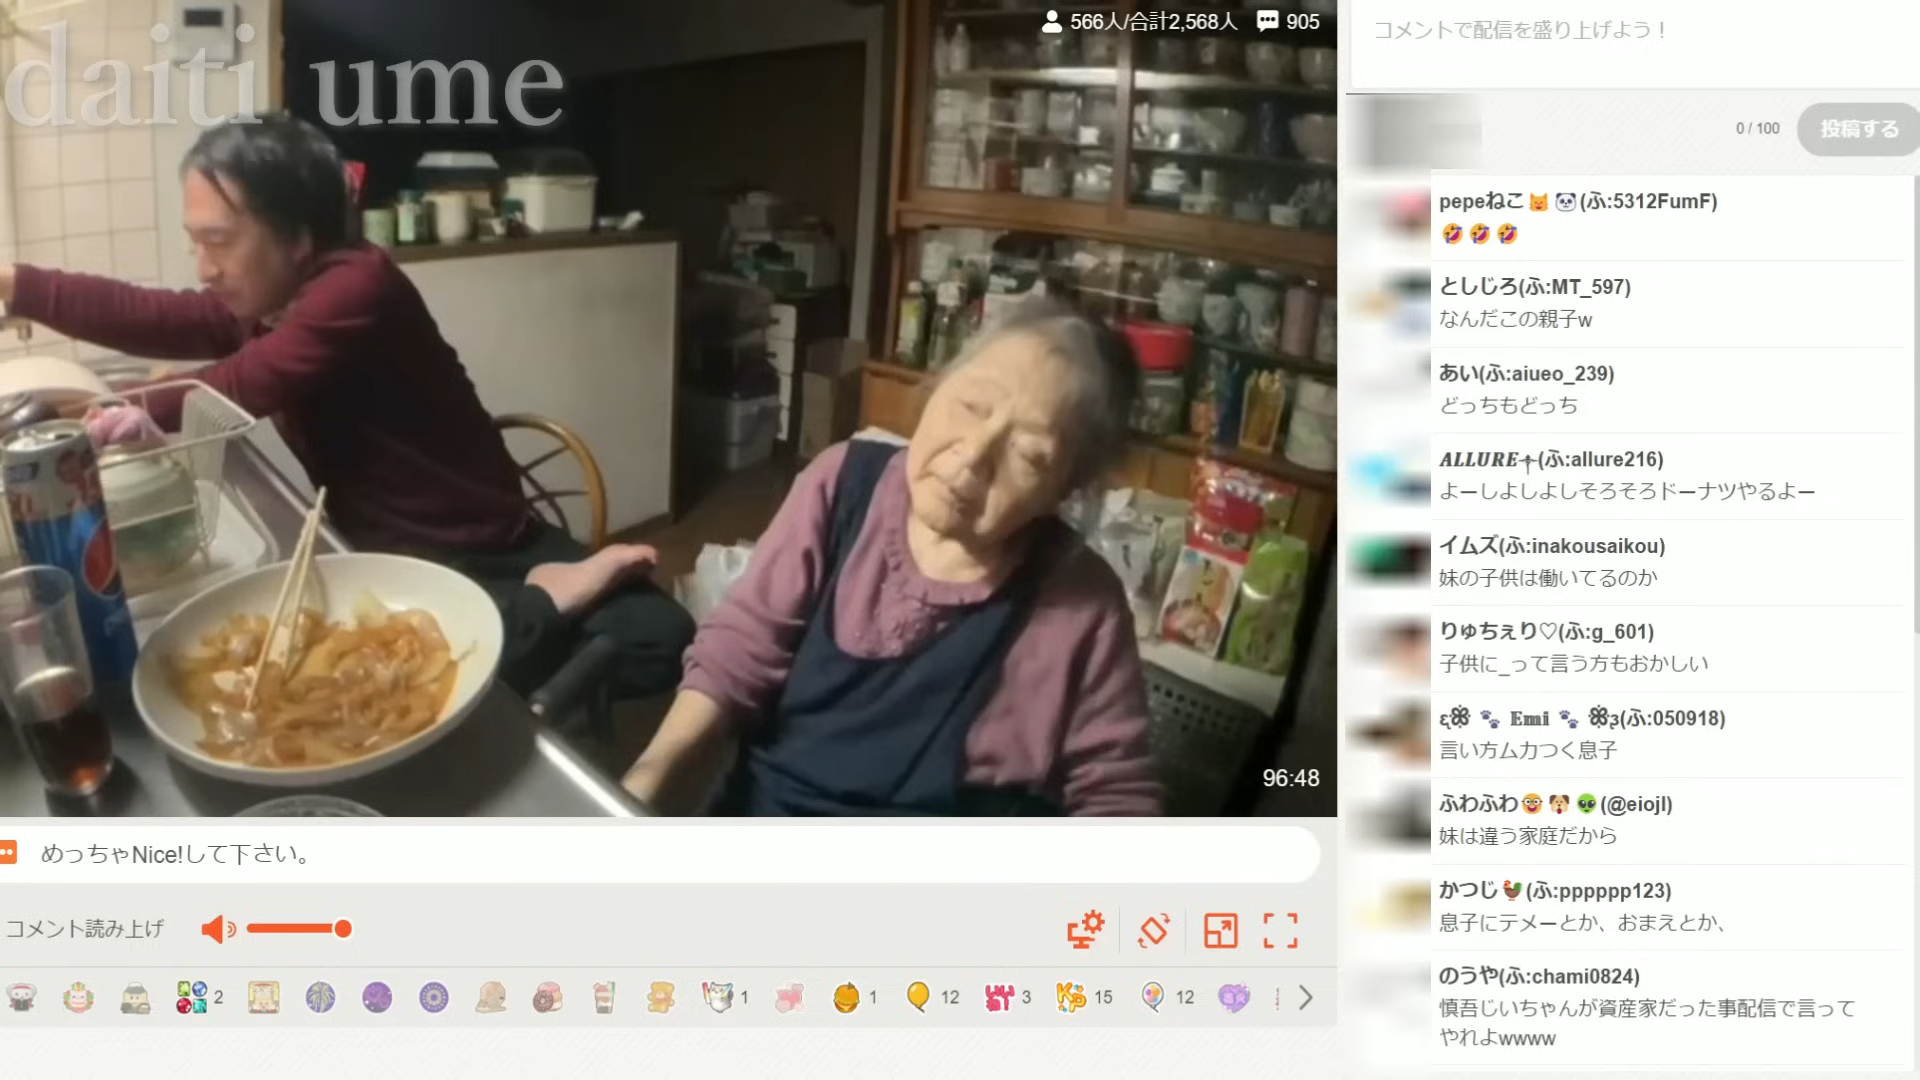 daiti ume
566人/合計2,568人 905
96:48
めっちゃNice!して下さい。
コメント読み上げ
2
1
1
12
3
15
12
コメントで配信を盛り上げよう！
0 / 100
投稿する
pepeねこ🐱🐼(ふ:5312FumF)
🤣🤣🤣
としじろ(ふ:MT_597)
なんだこの親子w
あい(ふ:aiueo_239)
どっちもどっち
𝑨𝑳𝑳𝑼𝑹𝑬⚚(ふ:allure216)
よーしよしよしそろそろドーナツやるよー
イムズ(ふ:inakousaikou)
妹の子供は働いてるのか
りゅちぇり♡(ふ:g_601)
子供に_って言う方もおかしい
ꫛꕥ 🐾 𝔼𝕞𝕚 🐾 ꕥ(ふ:050918)
言い方ムカつく息子
ふわふわ🤓🐶👽(@eiojl)
妹は違う家庭だから
かつじ🐓(ふ:pppppp123)
息子にテメーとか、おまえとか、
のうや(ふ:chami0824)
慎吾じいちゃんが資産家だった事配信で言って
やれよwwww